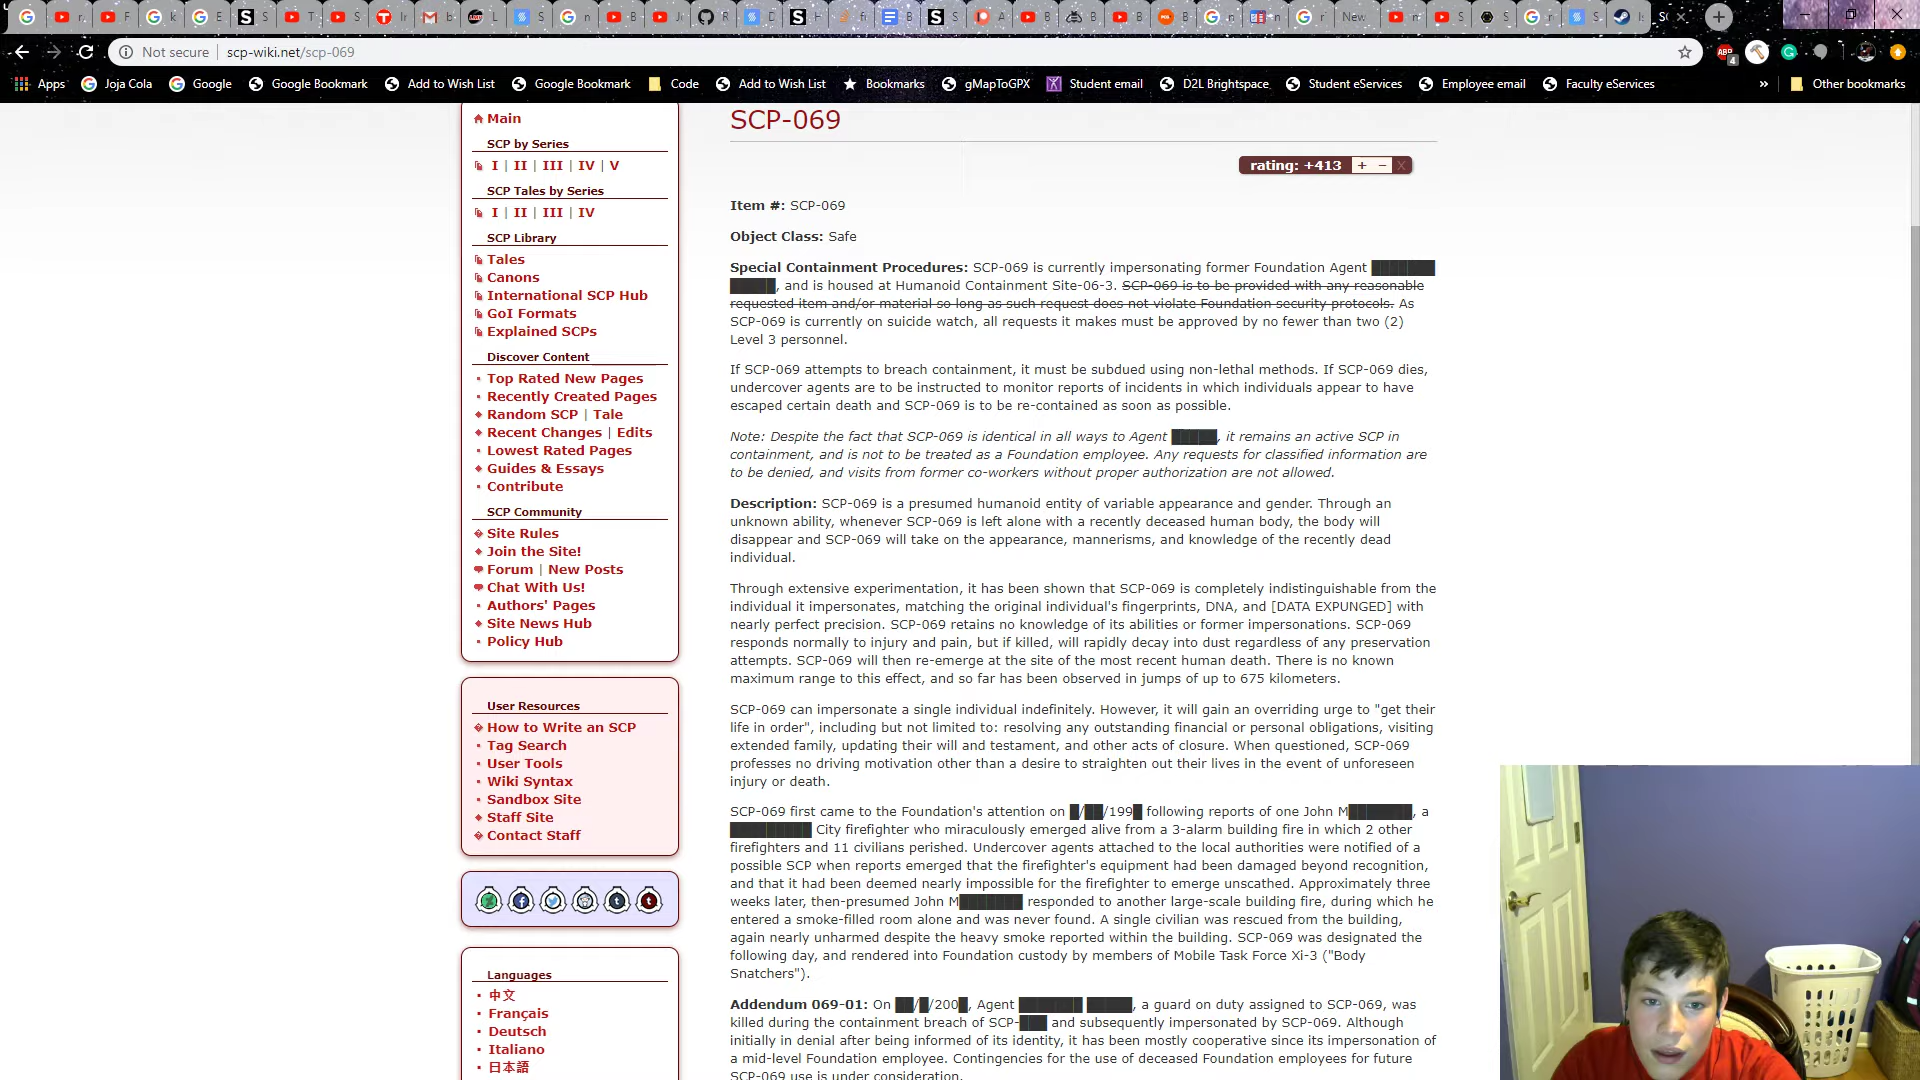 Not secure
scp-wiki.net/scp-069
Apps
Joja Cola
Google
Google Bookmark
Add to Wish List
Google Bookmark
Code
Add to Wish List
Bookmarks
gMapToGPX
Student email
D2L Brightspace
Student eServices
Employee email
Faculty eServices
»
Other bookmarks
Main
SCP by Series
I | II | III | IV | V
SCP Tales by Series
I | II | III | IV
SCP Library
Tales
Canons
International SCP Hub
GoI Formats
Explained SCPs
Discover Content
Top Rated New Pages
Recently Created Pages
Random SCP | Tale
Recent Changes | Edits
Lowest Rated Pages
Guides & Essays
Contribute
SCP Community
Site Rules
Join the Site!
Forum | New Posts
Chat With Us!
Authors' Pages
Site News Hub
Policy Hub
User Resources
How to Write an SCP
Tag Search
User Tools
Wiki Syntax
Sandbox Site
Staff Site
Contact Staff
Languages
中文
Français
Deutsch
Italiano
日本語
SCP-069
rating: +413 + − X
Item #: SCP-069
Object Class: Safe
Special Containment Procedures: SCP-069 is currently impersonating former Foundation Agent ███████
█████, and is housed at Humanoid Containment Site-06-3. SCP-069 is to be provided with any reasonable
requested item and/or material so long as such request does not violate Foundation security protocols. As
SCP-069 is currently on suicide watch, all requests it makes must be approved by no fewer than two (2)
Level 3 personnel.
If SCP-069 attempts to breach containment, it must be subdued using non-lethal methods. If SCP-069 dies,
undercover agents are to be instructed to monitor reports of incidents in which individuals appear to have
escaped certain death and SCP-069 is to be re-contained as soon as possible.
Note: Despite the fact that SCP-069 is identical in all ways to Agent █████, it remains an active SCP in
containment, and is not to be treated as a Foundation employee. Any requests for classified information are
to be denied, and visits from former co-workers without proper authorization are not allowed.
Description: SCP-069 is a presumed humanoid entity of variable appearance and gender. Through an
unknown ability, whenever SCP-069 is left alone with a recently deceased human body, the body will
disappear and SCP-069 will take on the appearance, mannerisms, and knowledge of the recently dead
individual.
Through extensive experimentation, it has been shown that SCP-069 is completely indistinguishable from the
individual it impersonates, matching the original individual's fingerprints, DNA, and [DATA EXPUNGED] with
nearly perfect precision. SCP-069 retains no knowledge of its abilities or former impersonations. SCP-069
responds normally to injury and pain, but if killed, will rapidly decay into dust regardless of any preservation
attempts. SCP-069 will then re-emerge at the site of the most recent human death. There is no known
maximum range to this effect, and so far has been observed in jumps of up to 675 kilometers.
SCP-069 can impersonate a single individual indefinitely. However, it will gain an overriding urge to "get their
life in order", including but not limited to: resolving any outstanding financial or personal obligations, visiting
extended family, updating their will and testament, and other acts of closure. When questioned, SCP-069
professes no driving motivation other than a desire to straighten out their lives in the event of unforeseen
injury or death.
SCP-069 first came to the Foundation's attention on █/██/199█ following reports of one John M███████, a
█████████ City firefighter who miraculously emerged alive from a 3-alarm building fire in which 2 other
firefighters and 11 civilians perished. Undercover agents attached to the local authorities were notified of a
possible SCP when reports emerged that the firefighter's equipment had been damaged beyond recognition,
and that it had been deemed nearly impossible for the firefighter to emerge unscathed. Approximately three
weeks later, then-presumed John M███████ responded to another large-scale building fire, during which he
entered a smoke-filled room alone and was never found. A single civilian was rescued from the building,
again nearly unharmed despite the heavy smoke reported within the building. SCP-069 was designated the
following day, and rendered into Foundation custody by members of Mobile Task Force Xi-3 ("Body
Snatchers").
Addendum 069-01: On ██/█/200█, Agent ███████ █████, a guard on duty assigned to SCP-069, was
killed during the containment breach of SCP-███ and subsequently impersonated by SCP-069. Although
initially in denial after being informed of its identity, it has been mostly cooperative since its impersonation of
a mid-level Foundation employee. Contingencies for the use of deceased Foundation employees for future
SCP-069 use is under consideration.